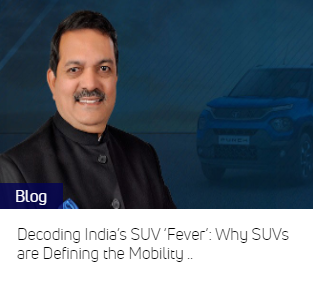 Blog
Decoding India's SUV 'Fever': Why SUVs
are Defining the Mobility ..